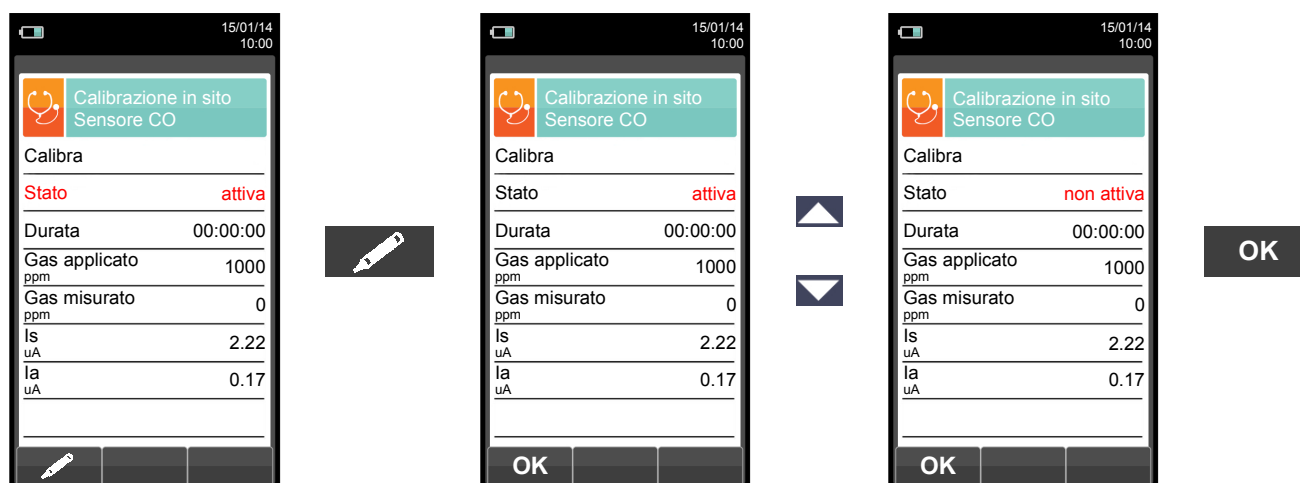 15/01/14
10:00
Calibrazione in sito
Sensore CO
Calibra
Stato attiva
Durata 00:00:00
Gas applicato 1000
ppm
Gas misurato 0
ppm
Is 2.22
uA
Ia 0.17
uA
15/01/14
10:00
Calibrazione in sito
Sensore CO
Calibra
Stato attiva
Durata 00:00:00
Gas applicato 1000
ppm
Gas misurato 0
ppm
Is 2.22
uA
Ia 0.17
uA
OK
15/01/14
10:00
Calibrazione in sito
Sensore CO
Calibra
Stato non attiva
Durata 00:00:00
Gas applicato 1000
ppm
Gas misurato 0
ppm
Is 2.22
uA
Ia 0.17
uA
OK
OK